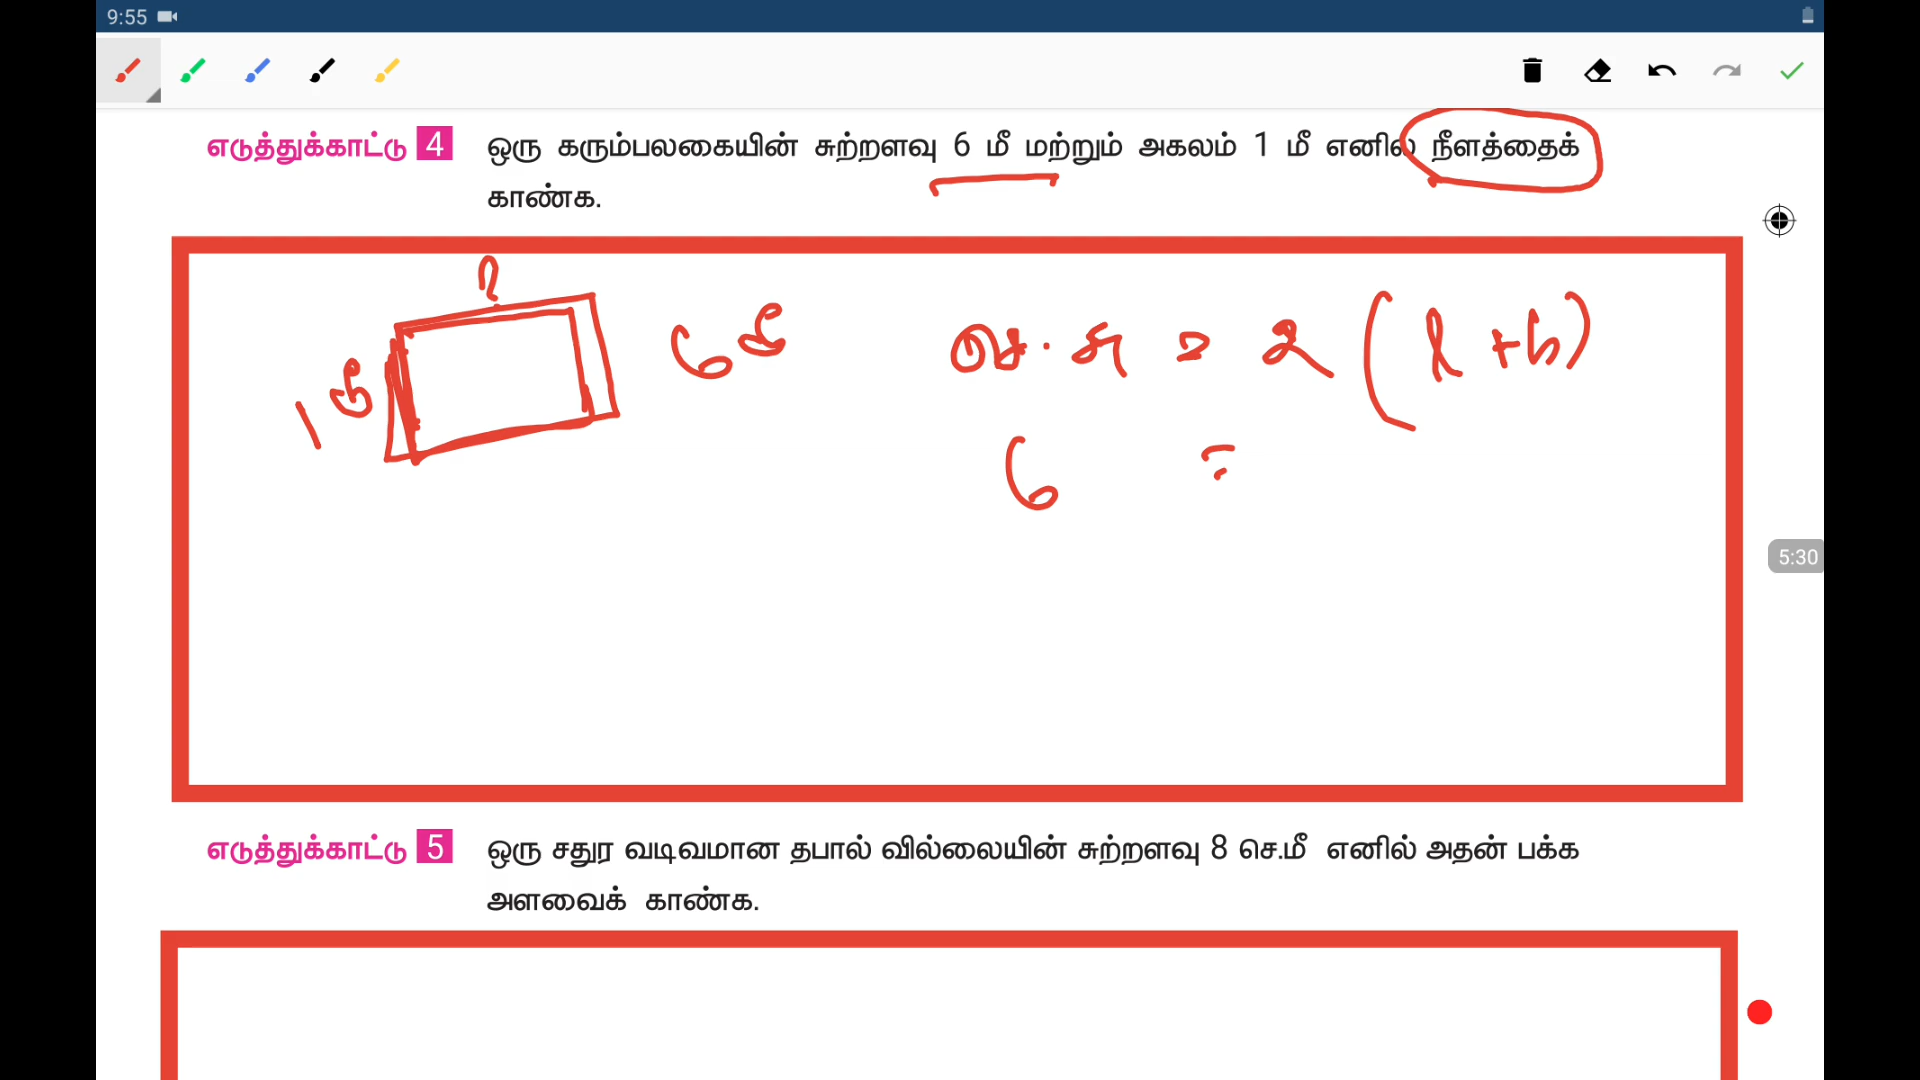 9:55
எடுத்துக்காட்டு 4 ஒரு கரும்பலகையின் சுற்றளவு 6 மீ மற்றும் அகலம் 1 மீ எனில் நீளத்தைக்
காண்க.
?
1 மீ
6 மீ
செ.சு = 2 (l + b)
6 =
5:30
எடுத்துக்காட்டு 5 ஒரு சதுர வடிவமான தபால் வில்லையின் சுற்றளவு 8 செ.மீ எனில் அதன் பக்க
அளவைக் காண்க.